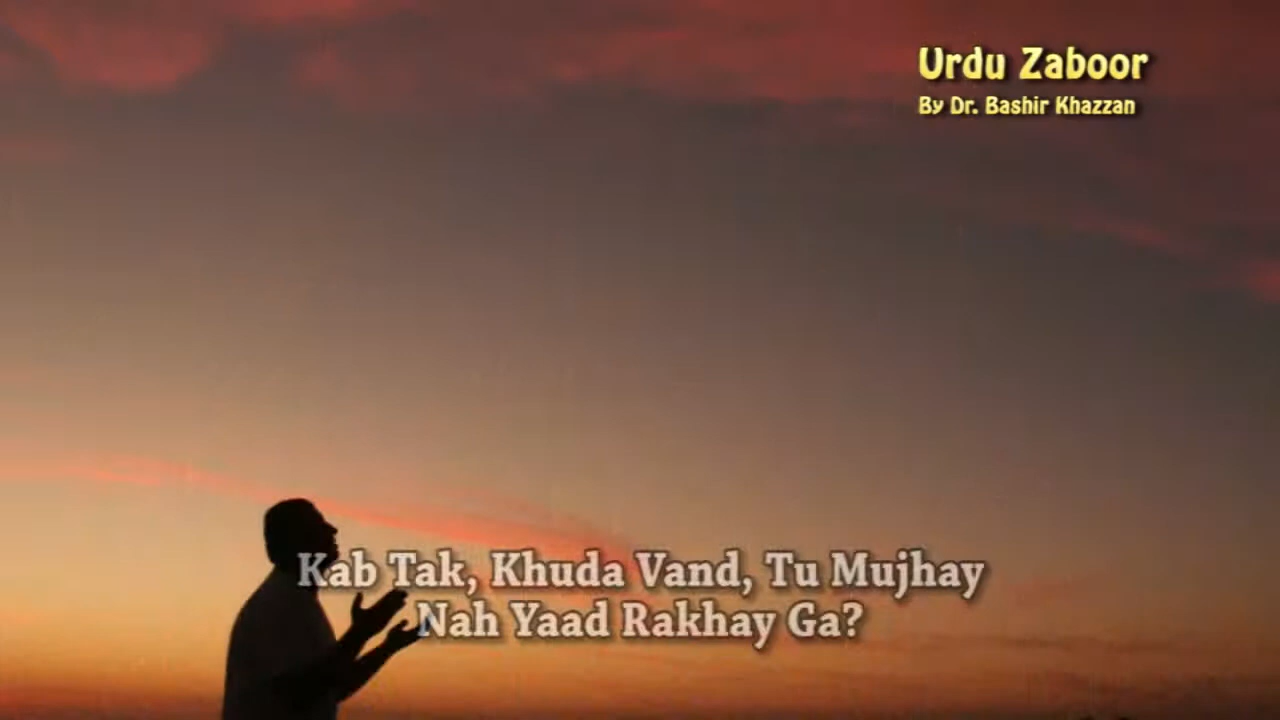 Urdu Zaboor
By Dr. Bashir Khazzan
Kab Tak, Khuda Vand, Tu Mujhay
Nah Yaad Rakhay Ga?